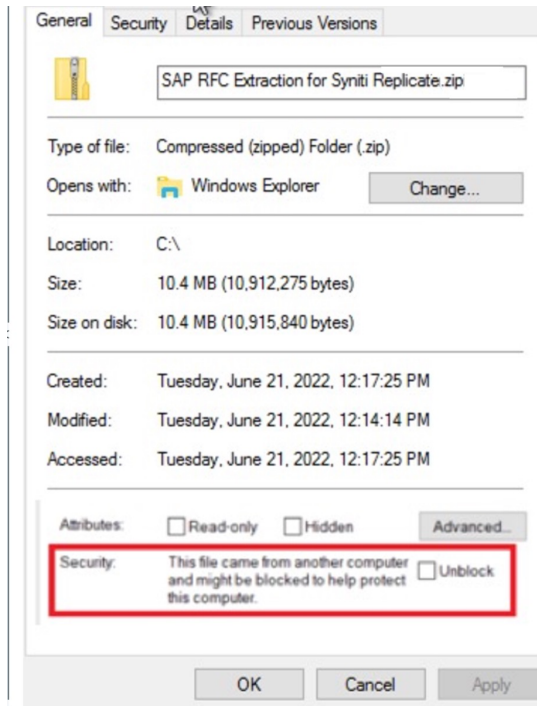 General Security Details Previous Versions
SAP RFC Extraction for Syniti Replicate.zip
Type of file: Compressed (zipped) Folder (.zip)
Opens with: Windows Explorer Change...
Location: C:\
Size: 10.4 MB (10,912,275 bytes)
Size on disk: 10.4 MB (10,915,840 bytes)
Created: Tuesday, June 21, 2022, 12:17:25 PM
Modified: Tuesday, June 21, 2022, 12:14:14 PM
Accessed: Tuesday, June 21, 2022, 12:17:25 PM
Attributes: Read-only Hidden Advanced...
Security: This file came from another computer Unblock
and might be blocked to help protect
this computer.
OK Cancel Apply